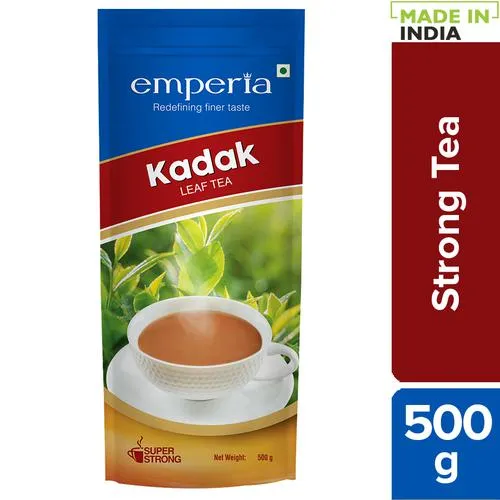 MADE IN
INDIA
emperia
Redefining finer taste
Kadak
LEAF TEA
SUPER
STRONG
Net Weight: 500 g
Strong Tea
500
g